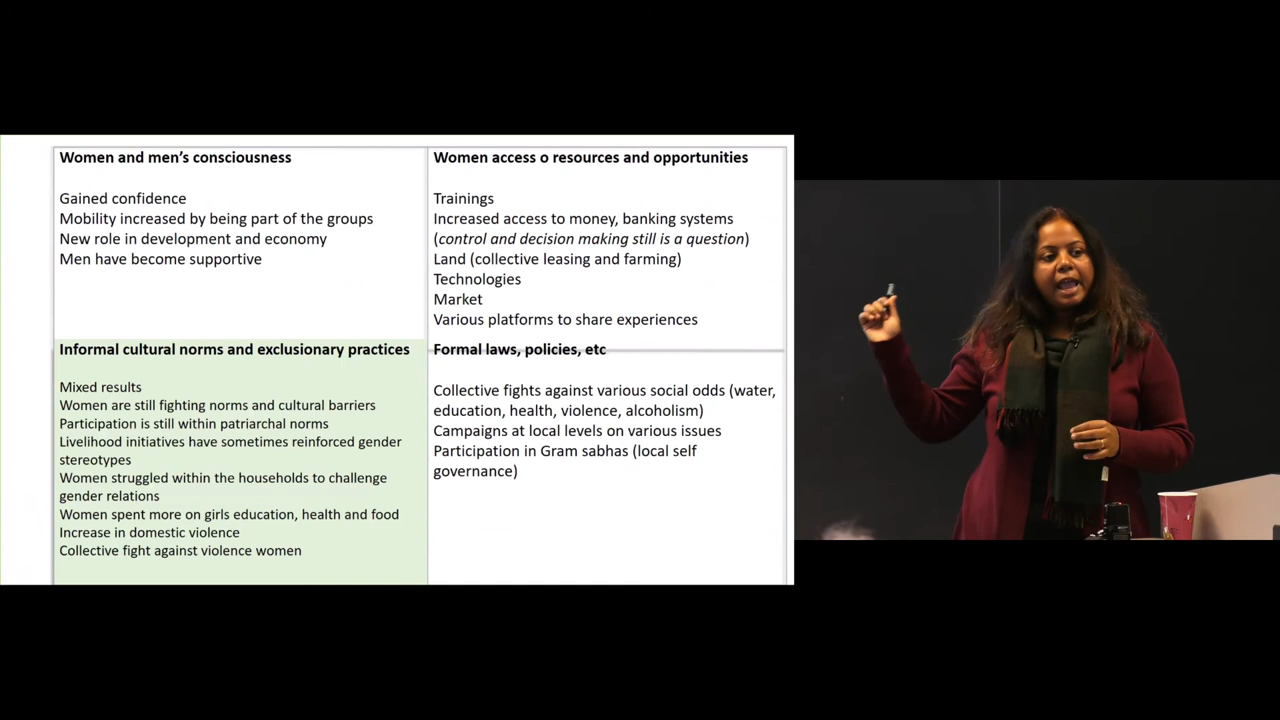 Women and men's consciousness
Gained confidence
Mobility increased by being part of the groups
New role in development and economy
Men have become supportive
Women access o resources and opportunities
Trainings
Increased access to money, banking systems
(control and decision making still is a question)
Land (collective leasing and farming)
Technologies
Market
Various platforms to share experiences
Informal cultural norms and exclusionary practices
Mixed results
Women are still fighting norms and cultural barriers
Participation is still within patriarchal norms
Livelihood initiatives have sometimes reinforced gender
stereotypes
Women struggled within the households to challenge
gender relations
Women spent more on girls education, health and food
Increase in domestic violence
Collective fight against violence women
Formal laws, policies, etc
Collective fights against various social odds (water,
education, health, violence, alcoholism)
Campaigns at local levels on various issues
Participation in Gram sabhas (local self
governance)